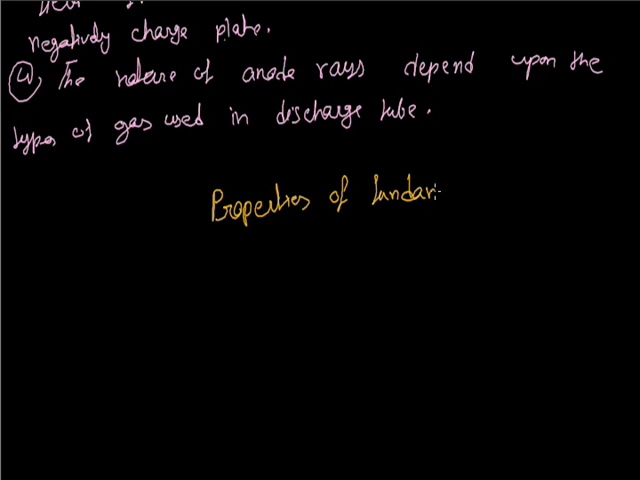 negatively charge plate.
④ The nature of anode rays depend upon the
types of gas used in discharge tube.
Properties of fundam